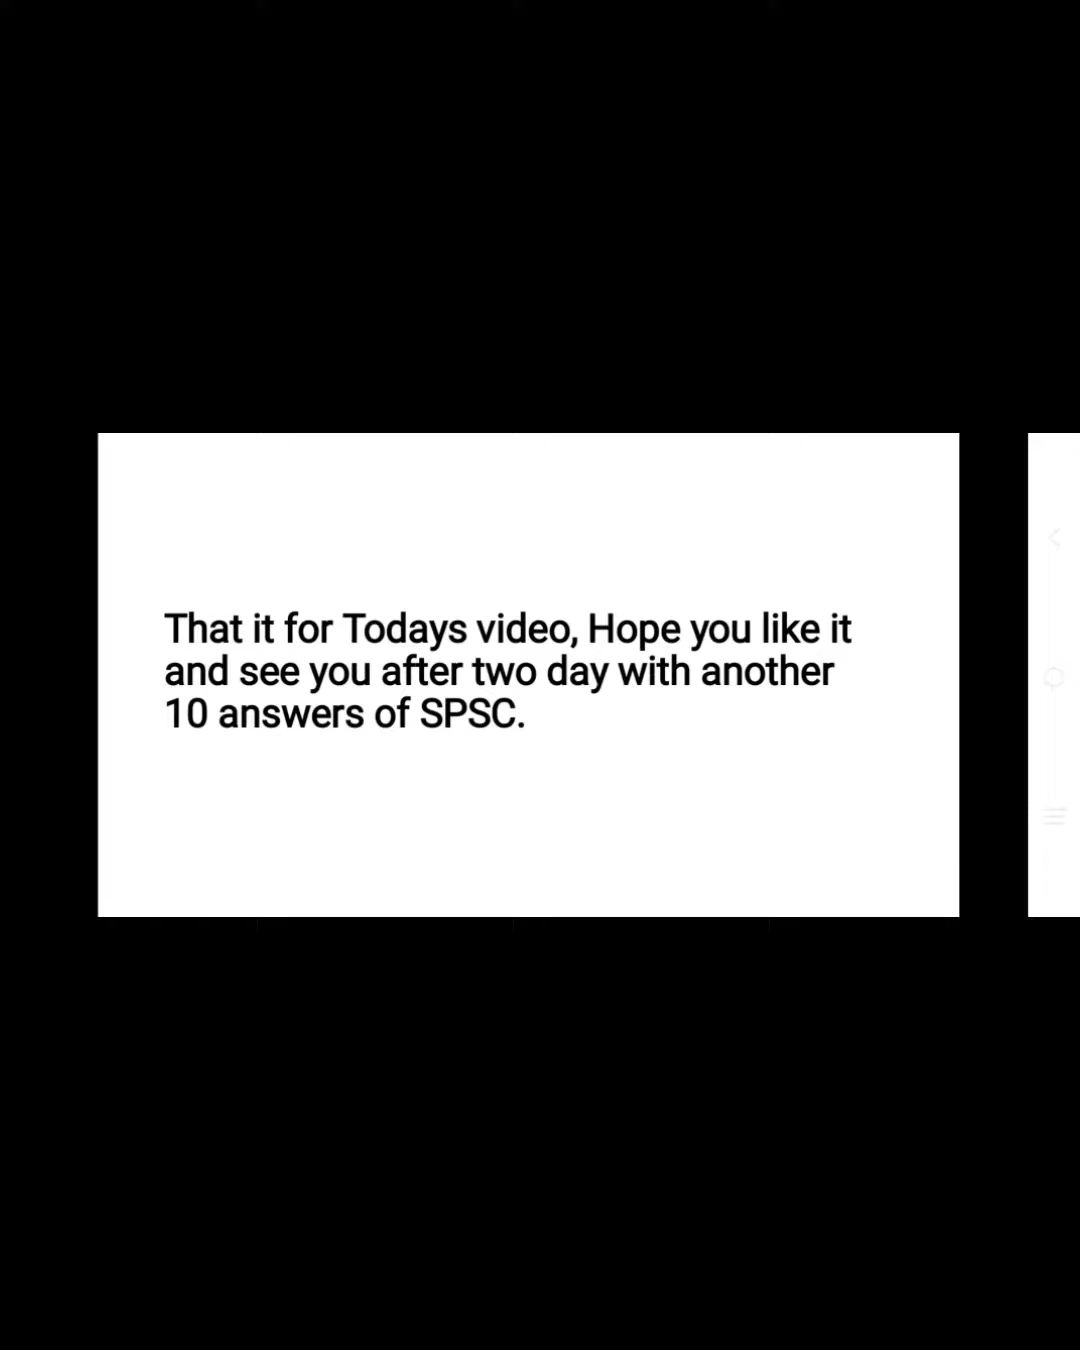 That it for Todays video, Hope you like it
and see you after two day with another
10 answers of SPSC.